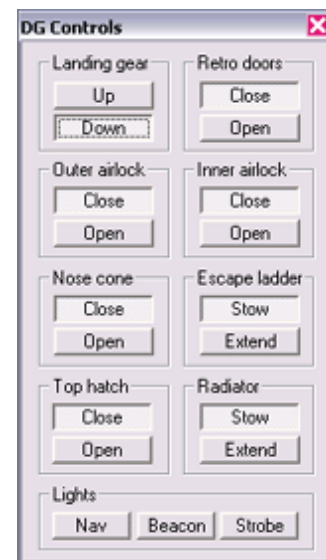 DG Controls
Landing gear
Up
Down
Retro doors
Close
Open
Outer airlock
Close
Open
Inner airlock
Close
Open
Nose cone
Close
Open
Escape ladder
Stow
Extend
Top hatch
Close
Open
Radiator
Stow
Extend
Lights
Nav Beacon Strobe